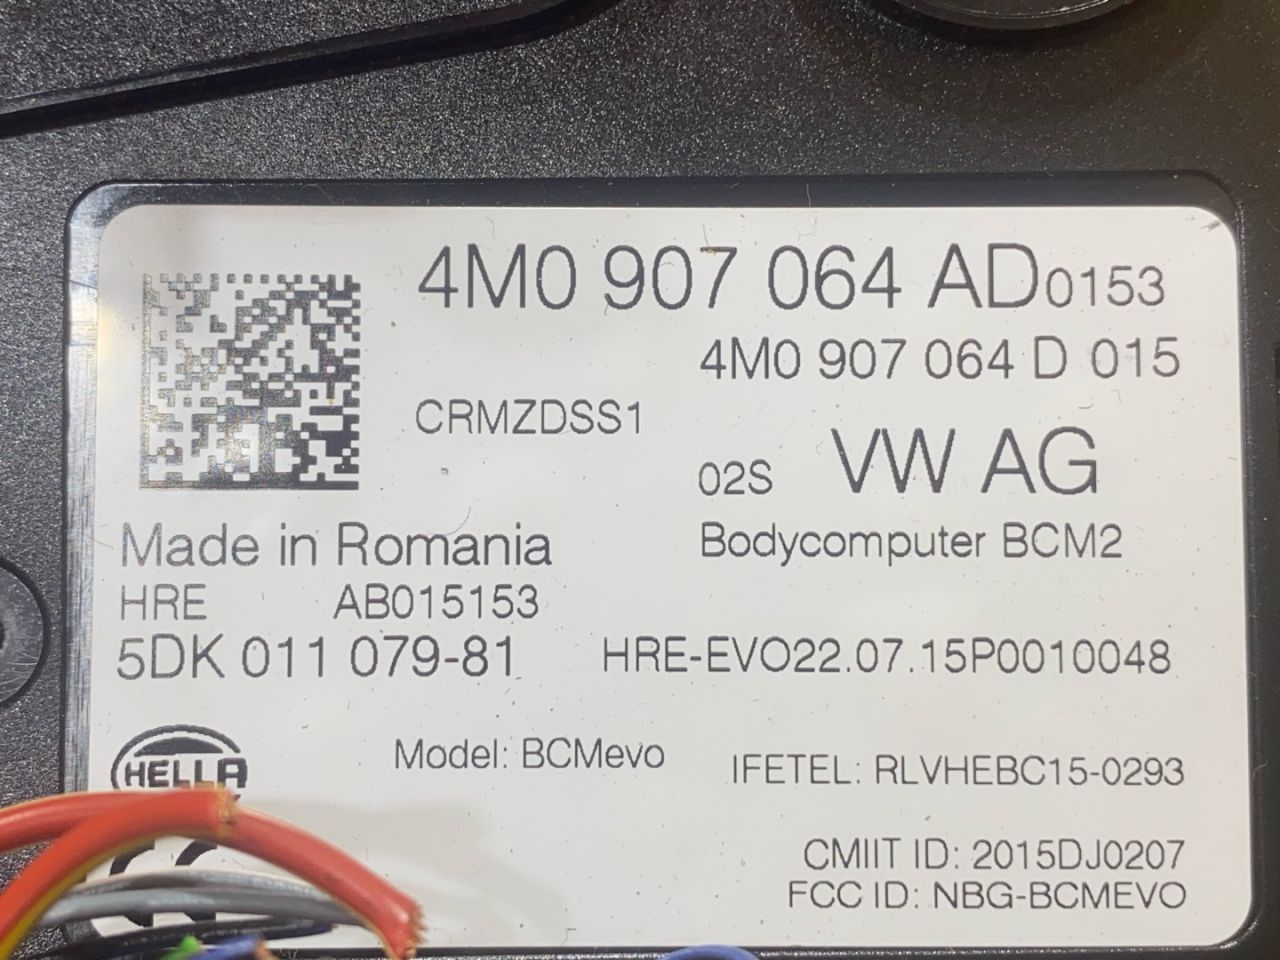 4M0 907 064 AD0153
4M0 907 064 D 015
CRMZDSS1
02S VW AG
Made in Romania
Bodycomputer BCM2
HRE AB015153
5DK 011 079-81 HRE-EVO22.07.15P0010048
HELLA
Model: BCMevo
IFETEL: RLVHEBC15-0293
CMIIT ID: 2015DJ0207
FCC ID: NBG-BCMEVO